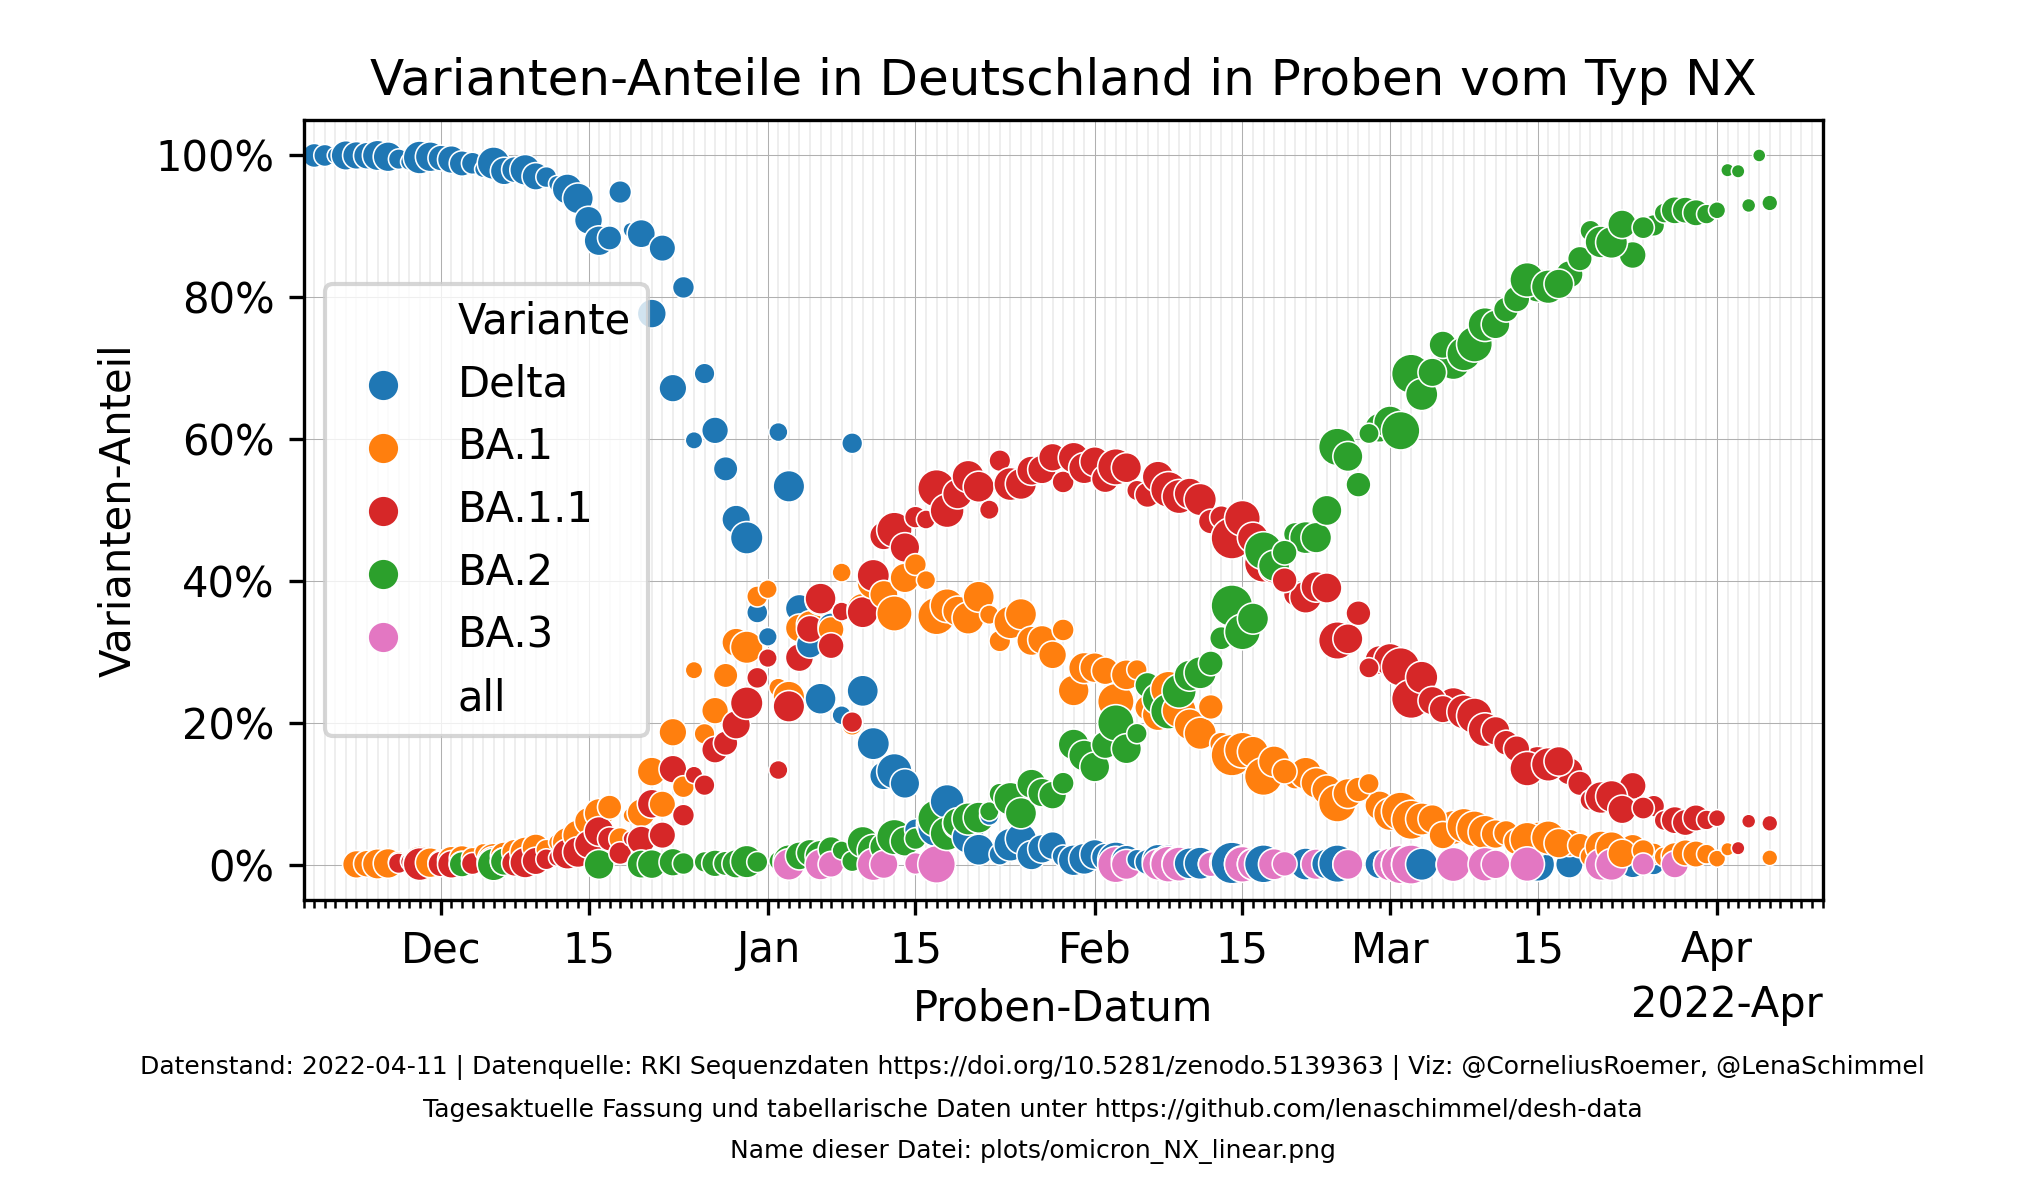 Varianten-Anteile in Deutschland in Proben vom Typ NX
Varianten-Anteil
100%
80%
60%
40%
20%
0%
Variante
Delta
BA.1
BA.1.1
BA.2
BA.3
all
Dec 15 Jan 15 Feb 15 Mar 15 Apr
Proben-Datum
2022-Apr
Datenstand: 2022-04-11 | Datenquelle: RKI Sequenzdaten https://doi.org/10.5281/zenodo.5139363 | Viz: @CorneliusRoemer, @LenaSchimmel
Tagesaktuelle Fassung und tabellarische Daten unter https://github.com/lenaschimmel/desh-data
Name dieser Datei: plots/omicron_NX_linear.png